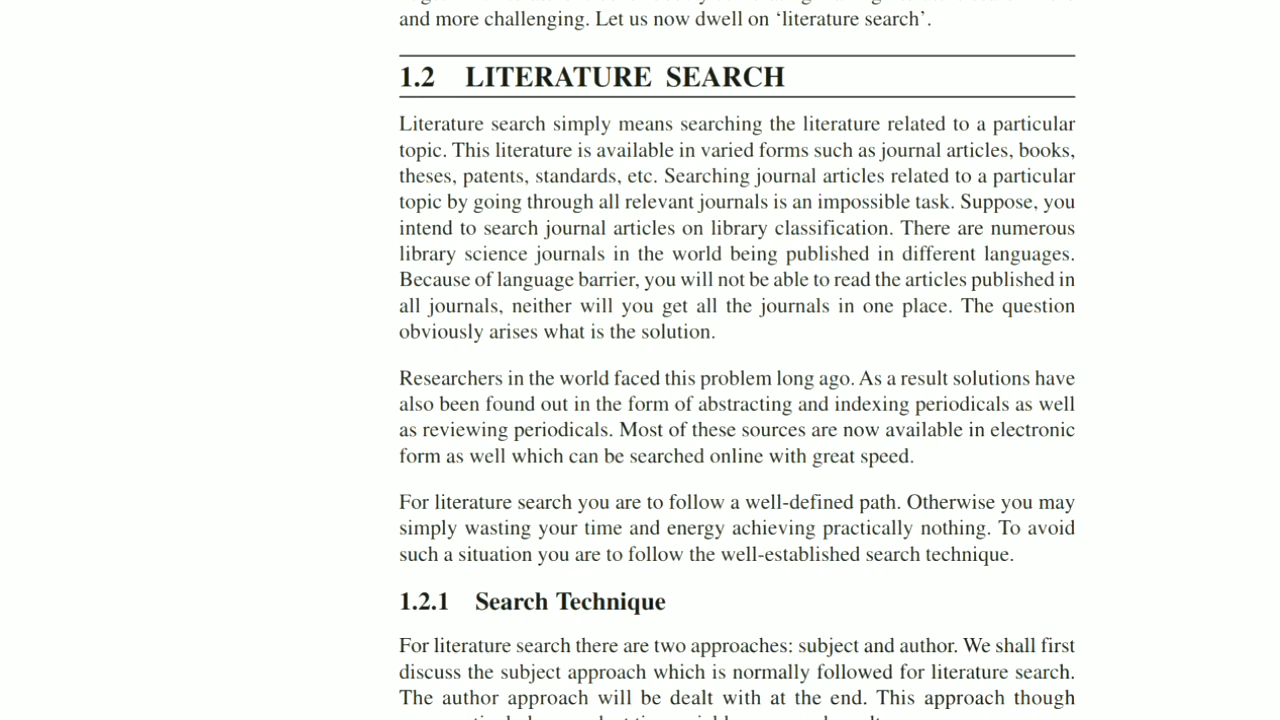 and more challenging. Let us now dwell on ‘literature search’.
1.2 LITERATURE SEARCH
Literature search simply means searching the literature related to a particular
topic. This literature is available in varied forms such as journal articles, books,
theses, patents, standards, etc. Searching journal articles related to a particular
topic by going through all relevant journals is an impossible task. Suppose, you
intend to search journal articles on library classification. There are numerous
library science journals in the world being published in different languages.
Because of language barrier, you will not be able to read the articles published in
all journals, neither will you get all the journals in one place. The question
obviously arises what is the solution.
Researchers in the world faced this problem long ago. As a result solutions have
also been found out in the form of abstracting and indexing periodicals as well
as reviewing periodicals. Most of these sources are now available in electronic
form as well which can be searched online with great speed.
For literature search you are to follow a well-defined path. Otherwise you may
simply wasting your time and energy achieving practically nothing. To avoid
such a situation you are to follow the well-established search technique.
1.2.1 Search Technique
For literature search there are two approaches: subject and author. We shall first
discuss the subject approach which is normally followed for literature search.
The author approach will be dealt with at the end. This approach though